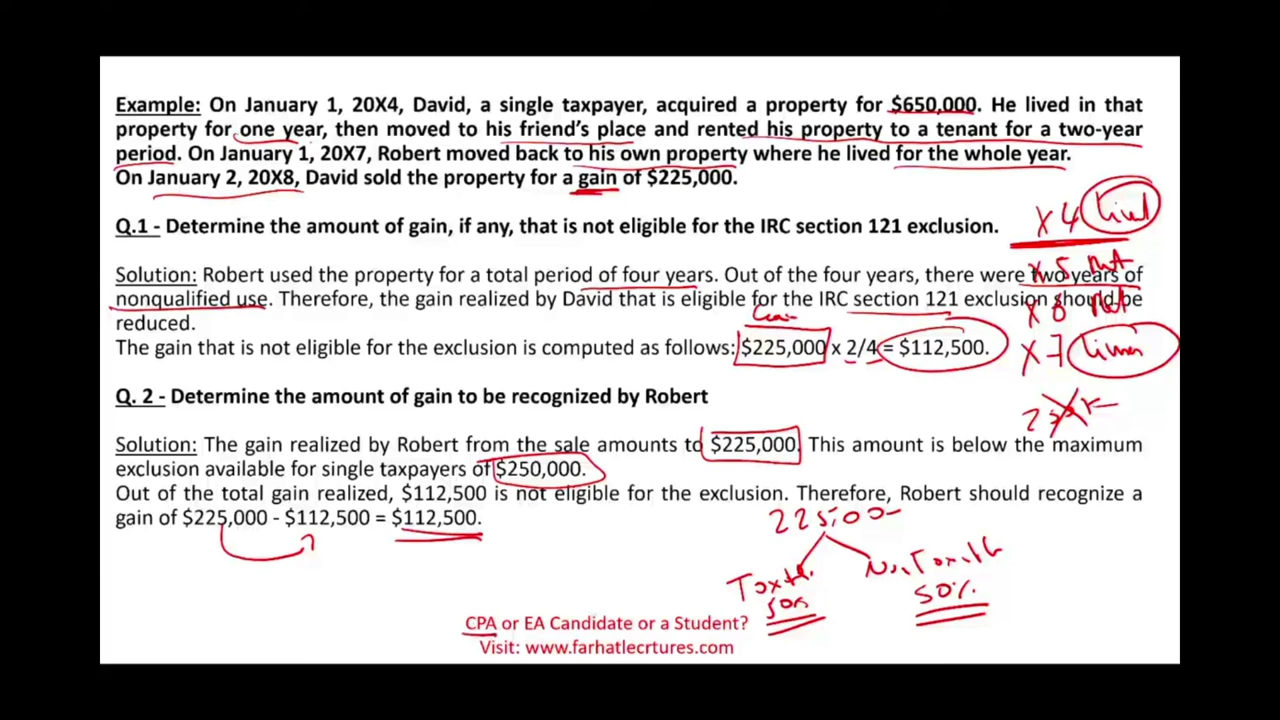 Example: On January 1, 20X4, David, a single taxpayer, acquired a property for $650,000. He lived in that
property for one year, then moved to his friend's place and rented his property to a tenant for a two-year
period. On January 1, 20X7, Robert moved back to his own property where he lived for the whole year.
On January 2, 20X8, David sold the property for a gain of $225,000.
Q.1 - Determine the amount of gain, if any, that is not eligible for the IRC section 121 exclusion.
X4
Solution: Robert used the property for a total period of four years. Out of the four years, there were two years of
X5
nonqualified use. Therefore, the gain realized by David that is eligible for the IRC section 121 exclusion should be
X6
reduced.
Gain
The gain that is not eligible for the exclusion is computed as follows: $225,000 x 2/4 = $112,500.
X7
Q. 2 - Determine the amount of gain to be recognized by Robert
Solution: The gain realized by Robert from the sale amounts to $225,000. This amount is below the maximum
exclusion available for single taxpayers of $250,000.
Out of the total gain realized, $112,500 is not eligible for the exclusion. Therefore, Robert should recognize a
gain of $225,000 - $112,500 = $112,500.
50%
CPA or EA Candidate or a Student?
Visit: www.farhatlecrtures.com